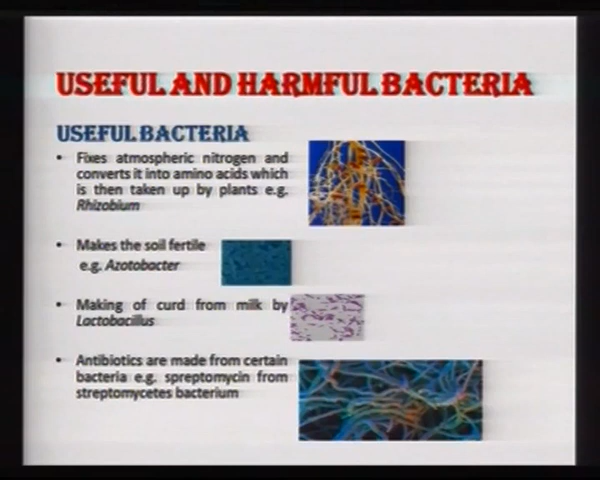 USEFUL AND HARMFUL BACTERIA
USEFUL BACTERIA
• Fixes atmospheric nitrogen and
converts it into amino acids which
is then taken up by plants e.g.
Rhizobium
• Makes the soil fertile
e.g. Azotobacter
• Making of curd from milk by
Lactobacillus
• Antibiotics are made from certain
bacteria e.g. spreptomycin from
streptomycetes bacterium